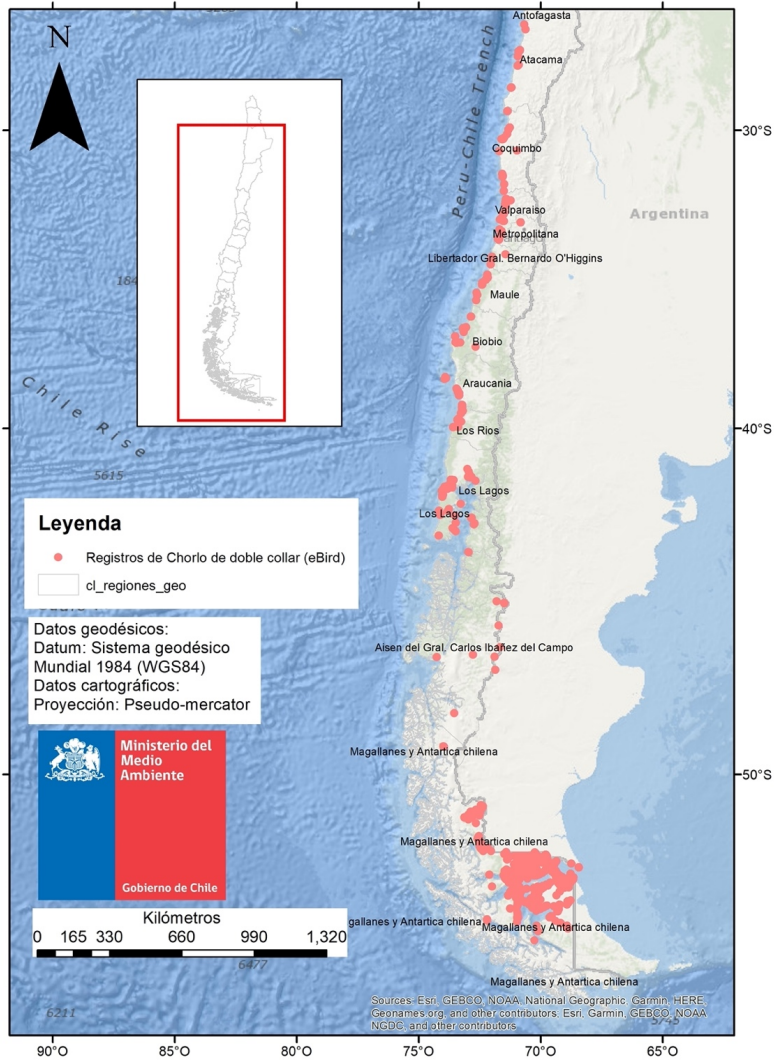 N
Antofagasta
Atacama
Peru-Chile Trench
30°S
Coquimbo
Valparaiso
Argentina
Metropolitana
Libertador Gral. Bernardo O'Higgins
184
Maule
Biobio
Araucania
Chile Rise
Los Rios
40°S
5615
Los Lagos
Los Lagos
Leyenda
Registros de Chorlo de doble collar (eBird)
cl_regiones_geo
Datos geodésicos:
Datum: Sistema geodésico
Mundial 1984 (WGS84)
Datos cartográficos:
Proyección: Pseudo-mercator
Aisen del Gral. Carlos Ibañez del Campo
Ministerio del
Medio
Ambiente
Gobierno de Chile
Magallanes y Antartica chilena
50°S
Magallanes y Antartica chilena
Kilómetros
0 165 330 660 990 1,320
gallanes y Antartica chilena
Magallanes y Antartica chilena
6477
Magallanes y Antartica chilena
Sources: Esri, GEBCO, NOAA, National Geographic, Garmin, HERE,
Geonames.org, and other contributors, Esri, Garmin, GEBCO, NOAA
NGDC, and other contributors
6211
5745
90°O 85°O 80°O 75°O 70°O